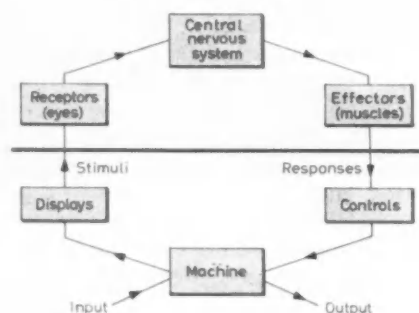 Central
nervous
system
Receptors
(eyes)
Effectors
(muscles)
Stimuli
Responses
Displays
Controls
Machine
Input
Output